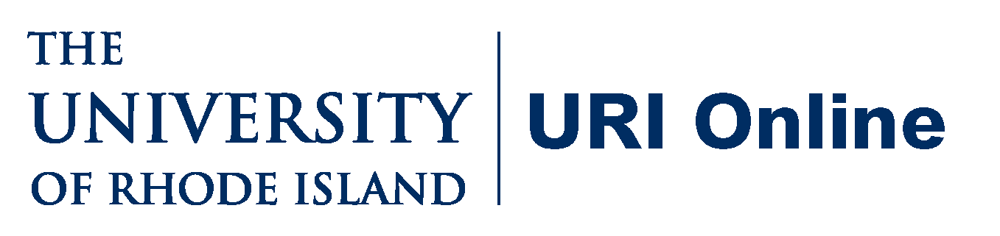 THE
UNIVERSITY
OF RHODE ISLAND
URI Online